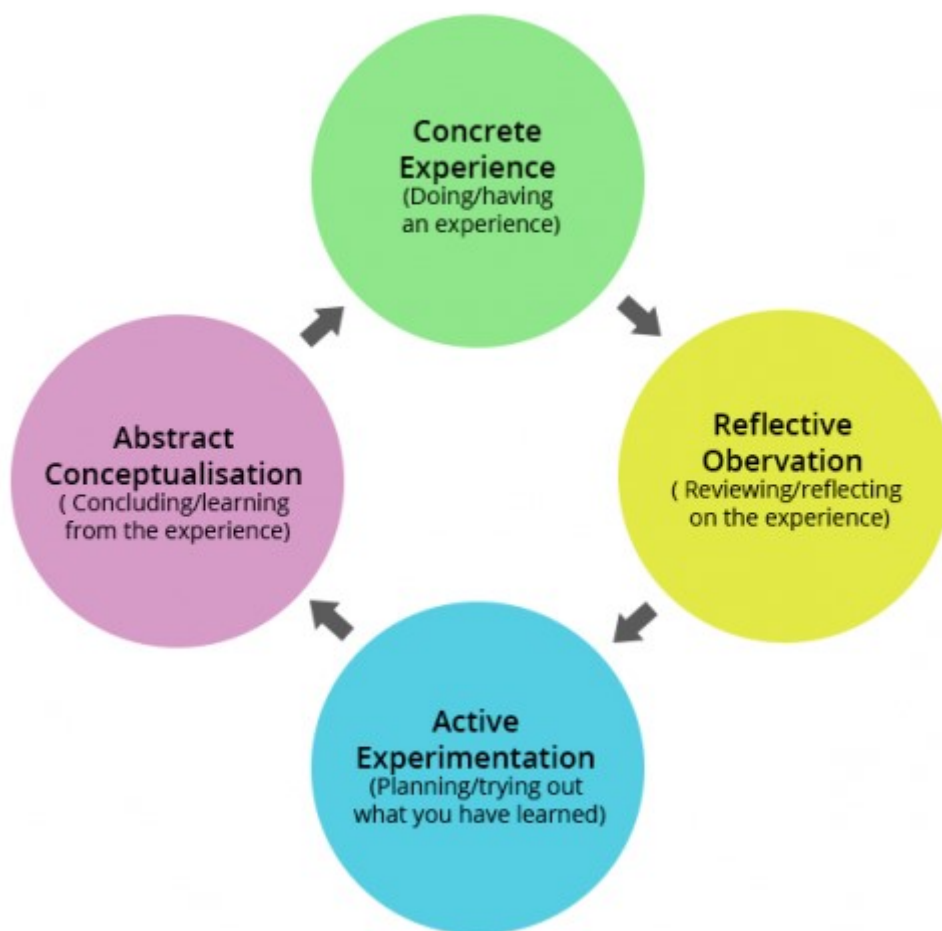 Concrete
Experience
(Doing/having
an experience)
Reflective
Obervation
( Reviewing/reflecting
on the experience)
Active
Experimentation
(Planning/trying out
what you have learned)
Abstract
Conceptualisation
( Concluding/learning
from the experience)